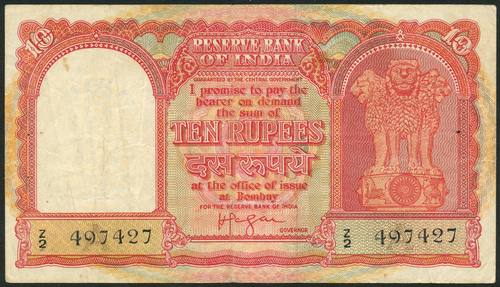 10
10
RESERVE BANK
OF INDIA
GUARANTEED BY THE CENTRAL GOVERNMENT
I promise to pay the
bearer on demand
the sum of
TEN RUPEES
दस रुपये
at the office of issue
at Bombay
FOR THE RESERVE BANK OF INDIA
GOVERNOR
Z/2 497427
Z/2 497427